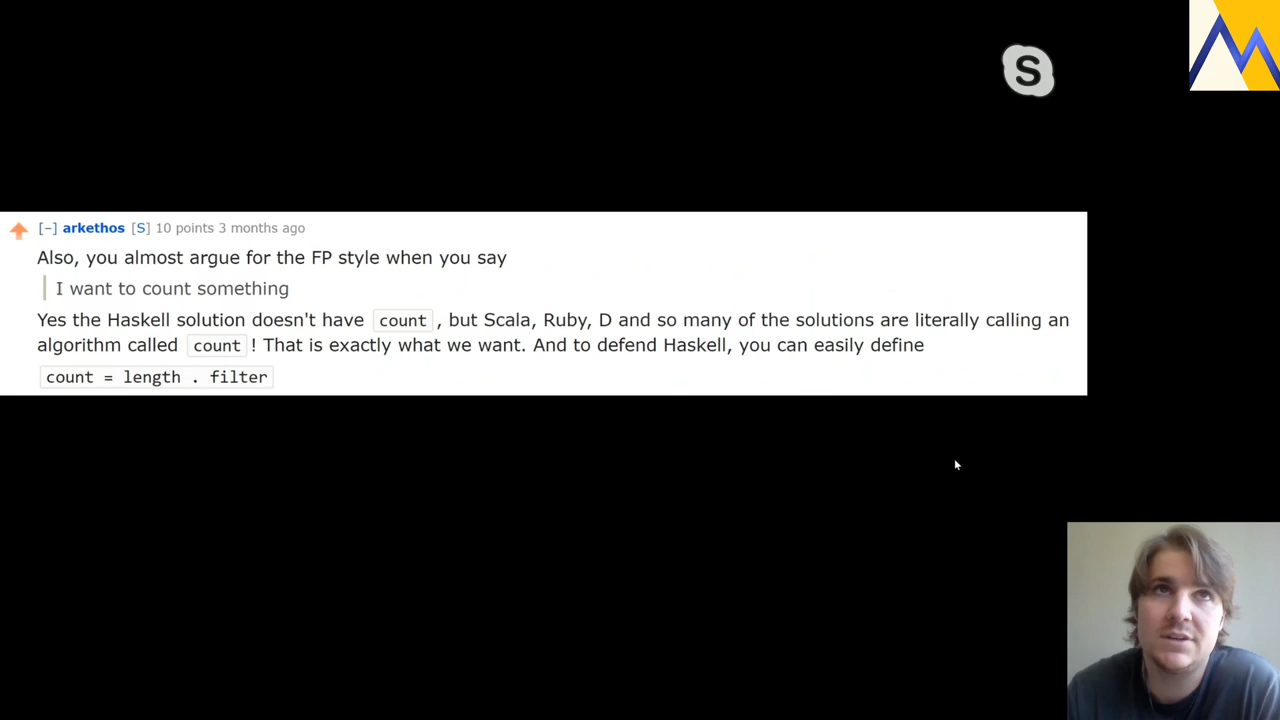 S
[-] arkethos [S] 10 points 3 months ago
Also, you almost argue for the FP style when you say
I want to count something
Yes the Haskell solution doesn't have count , but Scala, Ruby, D and so many of the solutions are literally calling an
algorithm called count ! That is exactly what we want. And to defend Haskell, you can easily define
count = length . filter